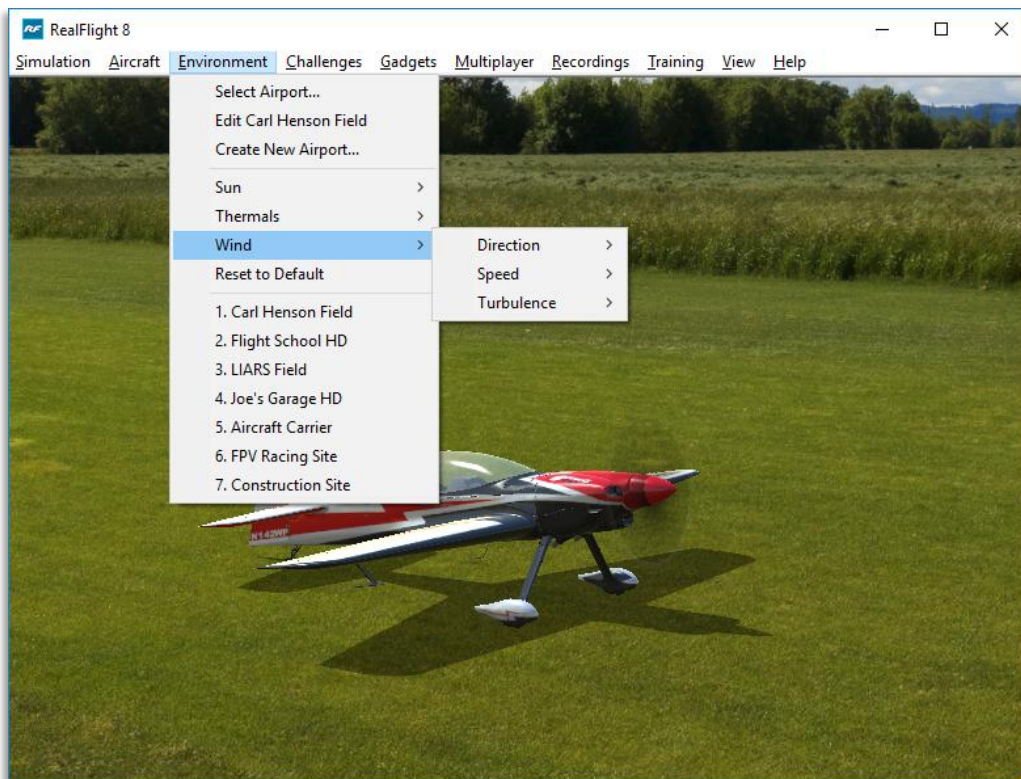 RF RealFlight 8
Simulation Aircraft Environment Challenges Gadgets Multiplayer Recordings Training View Help
Select Airport...
Edit Carl Henson Field
Create New Airport...
Sun
Thermals
Wind
Reset to Default
1. Carl Henson Field
2. Flight School HD
3. LIARS Field
4. Joe's Garage HD
5. Aircraft Carrier
6. FPV Racing Site
7. Construction Site
Direction
Speed
Turbulence
N142WF